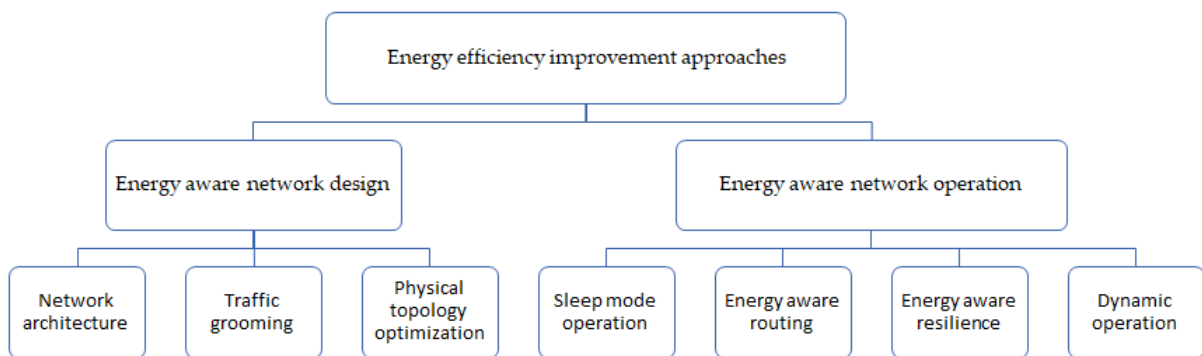 Energy efficiency improvement approaches
Energy aware network design
Energy aware network operation
Network
architecture
Traffic
grooming
Physical
topology
optimization
Sleep mode
operation
Energy aware
routing
Energy aware
resilience
Dynamic
operation